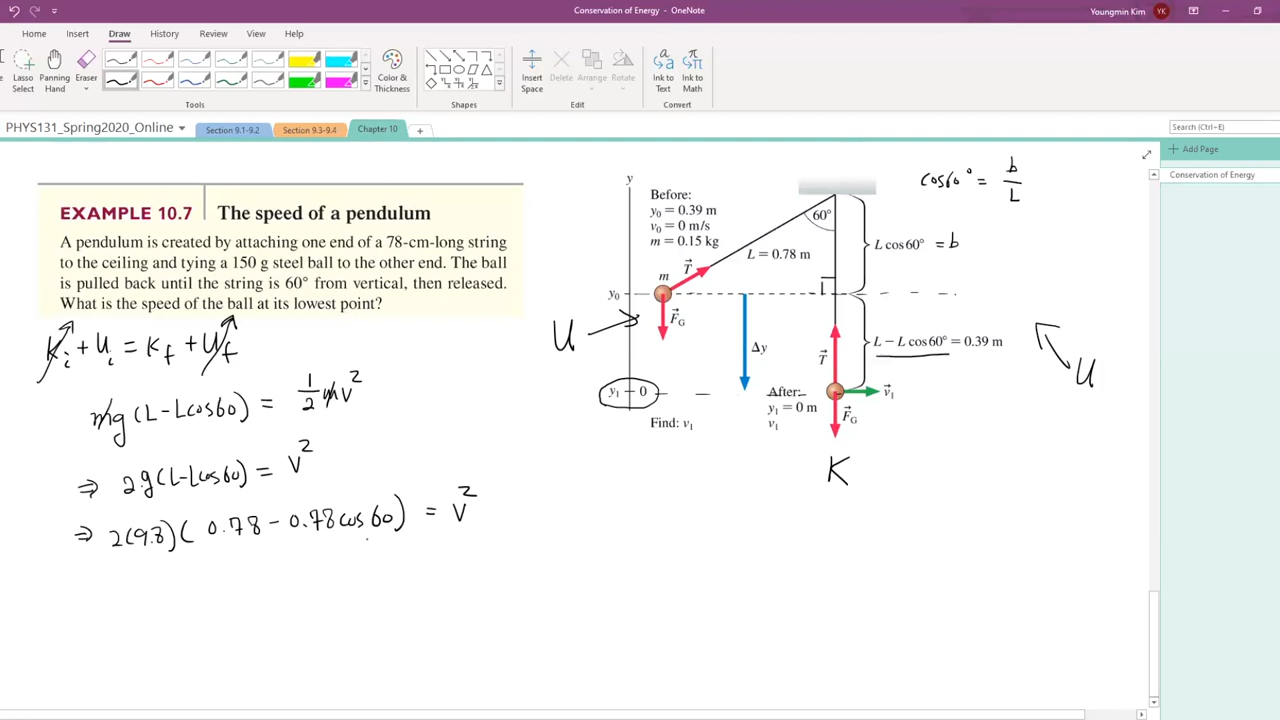 Conservation of Energy - OneNote
Youngmin Kim YK
Home Insert Draw History Review View Help
Lasso Select
Panning Hand
Eraser
Color & Thickness
Insert Space
Delete
Arrange
Rotate
Ink to Text
Ink to Math
Tools
Shapes
Edit
Convert
PHYS131_Spring2020_Online
Section 9.1-9.2
Section 9.3-9.4
Chapter 10
Search (Ctrl+E)
Add Page
Conservation of Energy
EXAMPLE 10.7 The speed of a pendulum
A pendulum is created by attaching one end of a 78-cm-long string
to the ceiling and tying a 150 g steel ball to the other end. The ball
is pulled back until the string is 60° from vertical, then released.
What is the speed of the ball at its lowest point?
K_i + U_i = K_f + U_f
mg(L-Lcos60) = 1/2 mv²
⇒ 2g(L-Lcos60) = v²
⇒ 2(9.8)(0.78 - 0.78cos60) = v²
y
Before:
y₀ = 0.39 m
v₀ = 0 m/s
m = 0.15 kg
60°
L = 0.78 m
T⃗
m
y₀
F⃗_G
U
Δy
y₁ 0
Find: v₁
After:
y₁ = 0 m
v₁
T⃗
v⃗₁
F⃗_G
K
cos60° = b/L
L cos 60° = b
L − L cos 60° = 0.39 m
U